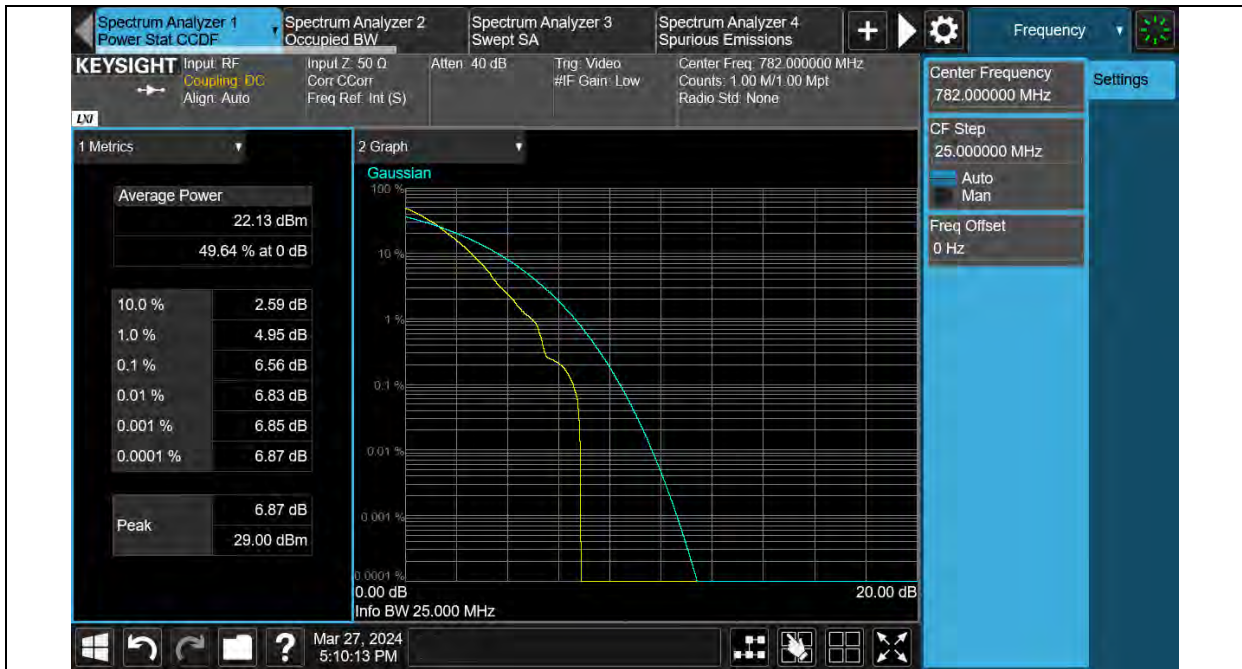 Spectrum Analyzer 1
Power Stat CCDF
Spectrum Analyzer 2
Occupied BW
Spectrum Analyzer 3
Swept SA
Spectrum Analyzer 4
Spurious Emissions
+
Frequency
KEYSIGHT
LXI
Input: RF
Coupling: DC
Align: Auto
Input Z: 50 Ω
Corr CCorr
Freq Ref: Int (S)
Atten: 40 dB
Trig: Video
#IF Gain: Low
Center Freq: 782.000000 MHz
Counts: 1.00 M/1.00 Mpt
Radio Std: None
Center Frequency
782.000000 MHz
Settings
CF Step
25.000000 MHz
Auto
Man
Freq Offset
0 Hz
1 Metrics
Average Power
22.13 dBm
49.64 % at 0 dB
10.0 % 2.59 dB
1.0 % 4.95 dB
0.1 % 6.56 dB
0.01 % 6.83 dB
0.001 % 6.85 dB
0.0001 % 6.87 dB
Peak
6.87 dB
29.00 dBm
2 Graph
Gaussian
100 %
10 %
1 %
0.1 %
0.01 %
0.001 %
0.0001 %
0.00 dB
20.00 dB
Info BW 25.000 MHz
?
Mar 27, 2024
5:10:13 PM